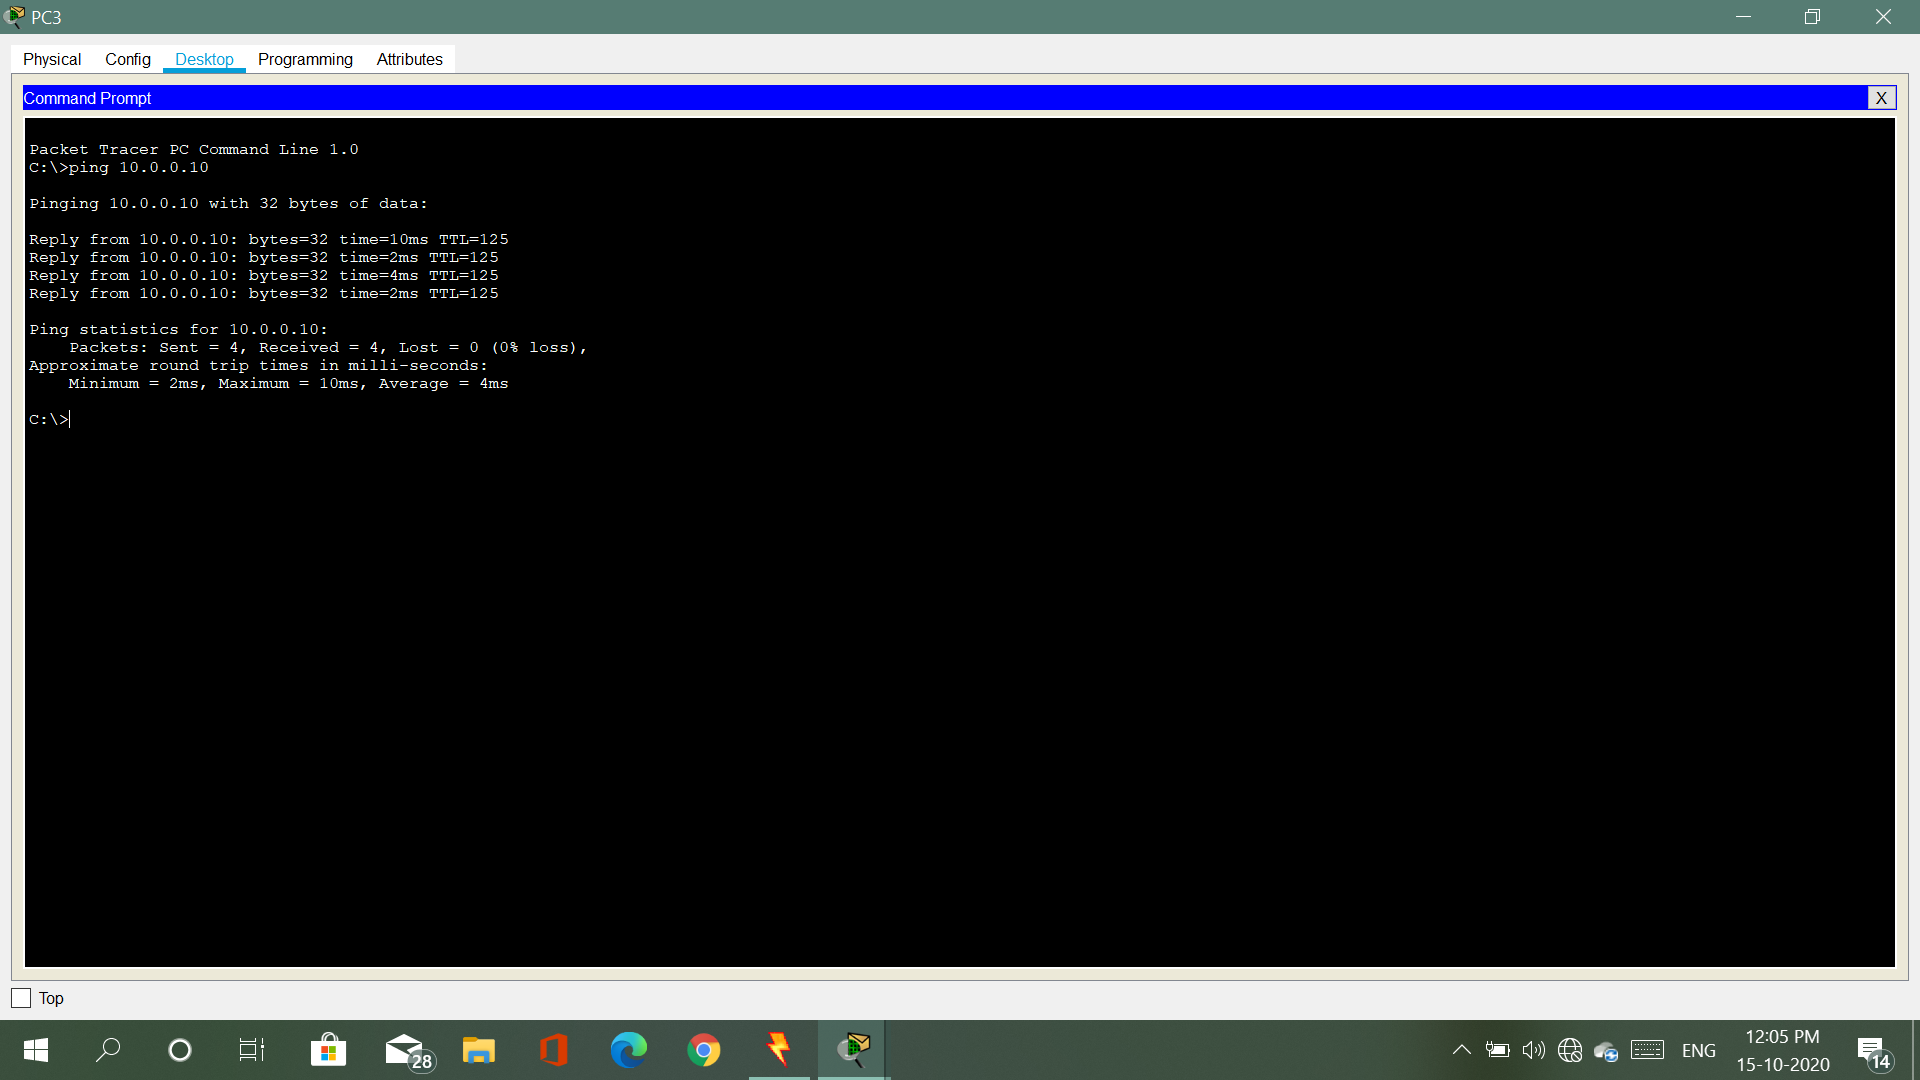 PC3
Physical Config Desktop Programming Attributes
Command Prompt
X
Packet Tracer PC Command Line 1.0
C:\>ping 10.0.0.10
Pinging 10.0.0.10 with 32 bytes of data:
Reply from 10.0.0.10: bytes=32 time=10ms TTL=125
Reply from 10.0.0.10: bytes=32 time=2ms TTL=125
Reply from 10.0.0.10: bytes=32 time=4ms TTL=125
Reply from 10.0.0.10: bytes=32 time=2ms TTL=125
Ping statistics for 10.0.0.10:
Packets: Sent = 4, Received = 4, Lost = 0 (0% loss),
Approximate round trip times in milli-seconds:
Minimum = 2ms, Maximum = 10ms, Average = 4ms
C:\>
Top
28
ENG
12:05 PM
15-10-2020
14